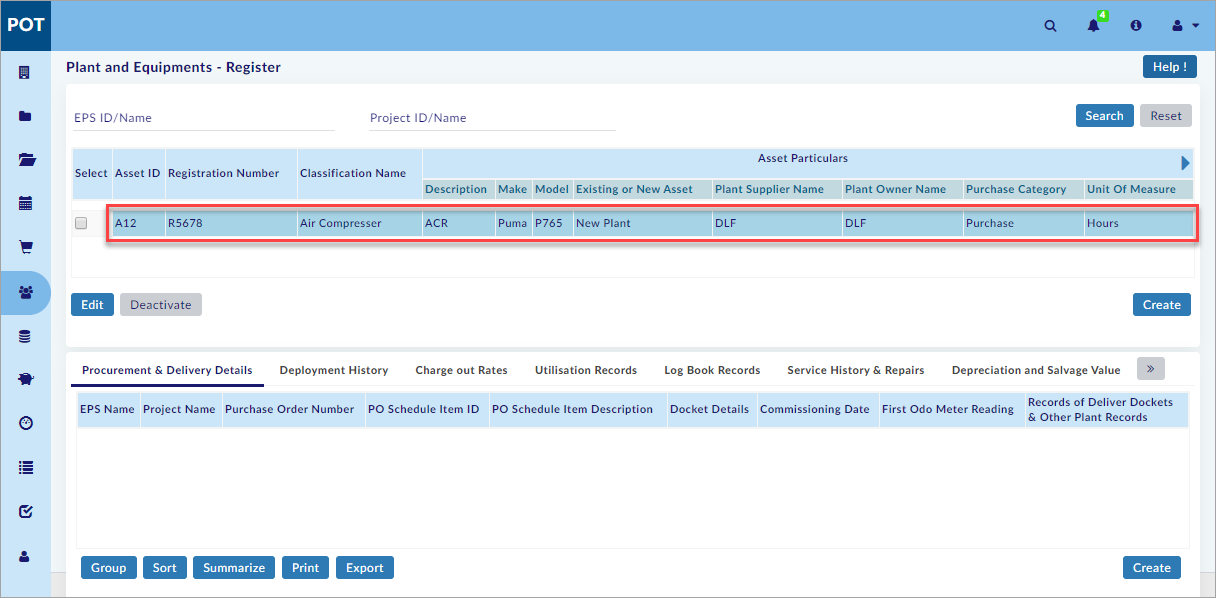 POT
4
Plant and Equipments - Register
Help !
EPS ID/Name
Project ID/Name
Search
Reset
Select
Asset ID
Registration Number
Classification Name
Asset Particulars
Description
Make
Model
Existing or New Asset
Plant Supplier Name
Plant Owner Name
Purchase Category
Unit Of Measure
A12
R5678
Air Compresser
ACR
Puma
P765
New Plant
DLF
DLF
Purchase
Hours
Edit
Deactivate
Create
Procurement & Delivery Details
Deployment History
Charge out Rates
Utilisation Records
Log Book Records
Service History & Repairs
Depreciation and Salvage Value
»
EPS Name
Project Name
Purchase Order Number
PO Schedule Item ID
PO Schedule Item Description
Docket Details
Commissioning Date
First Odo Meter Reading
Records of Deliver Dockets
& Other Plant Records
Group
Sort
Summarize
Print
Export
Create